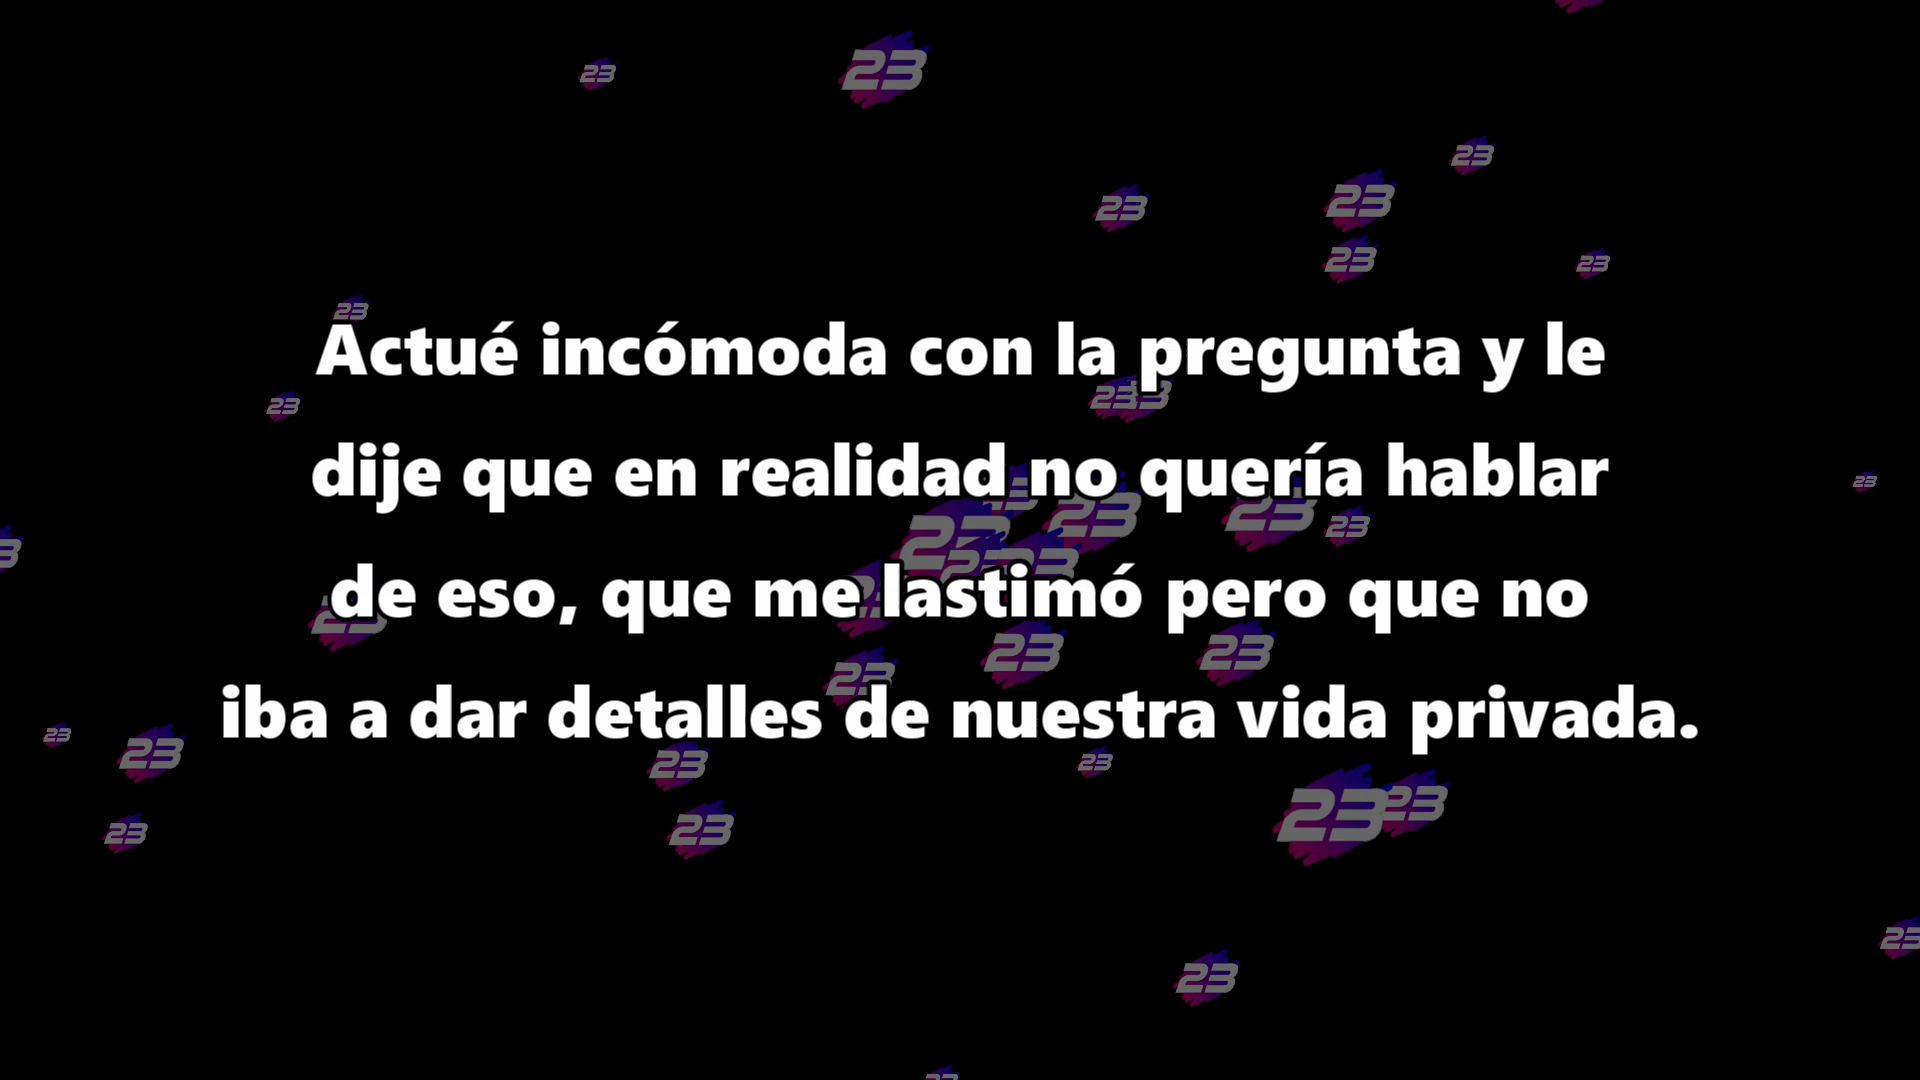 Actué incómoda con la pregunta y le
dije que en realidad no quería hablar
de eso, que me lastimó pero que no
iba a dar detalles de nuestra vida privada.